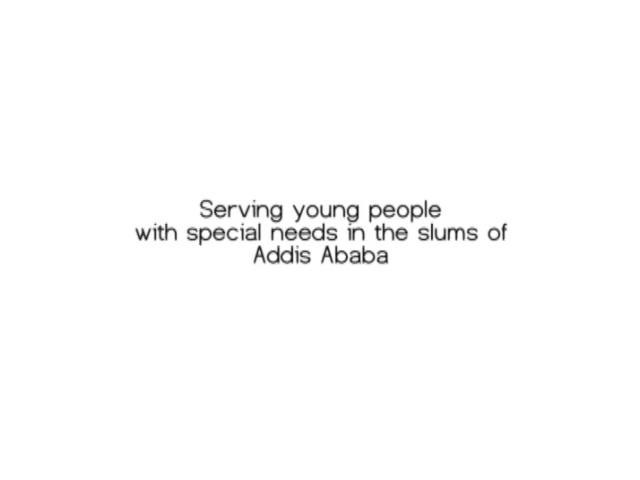 Serving young people
with special needs in the slums of
Addis Ababa